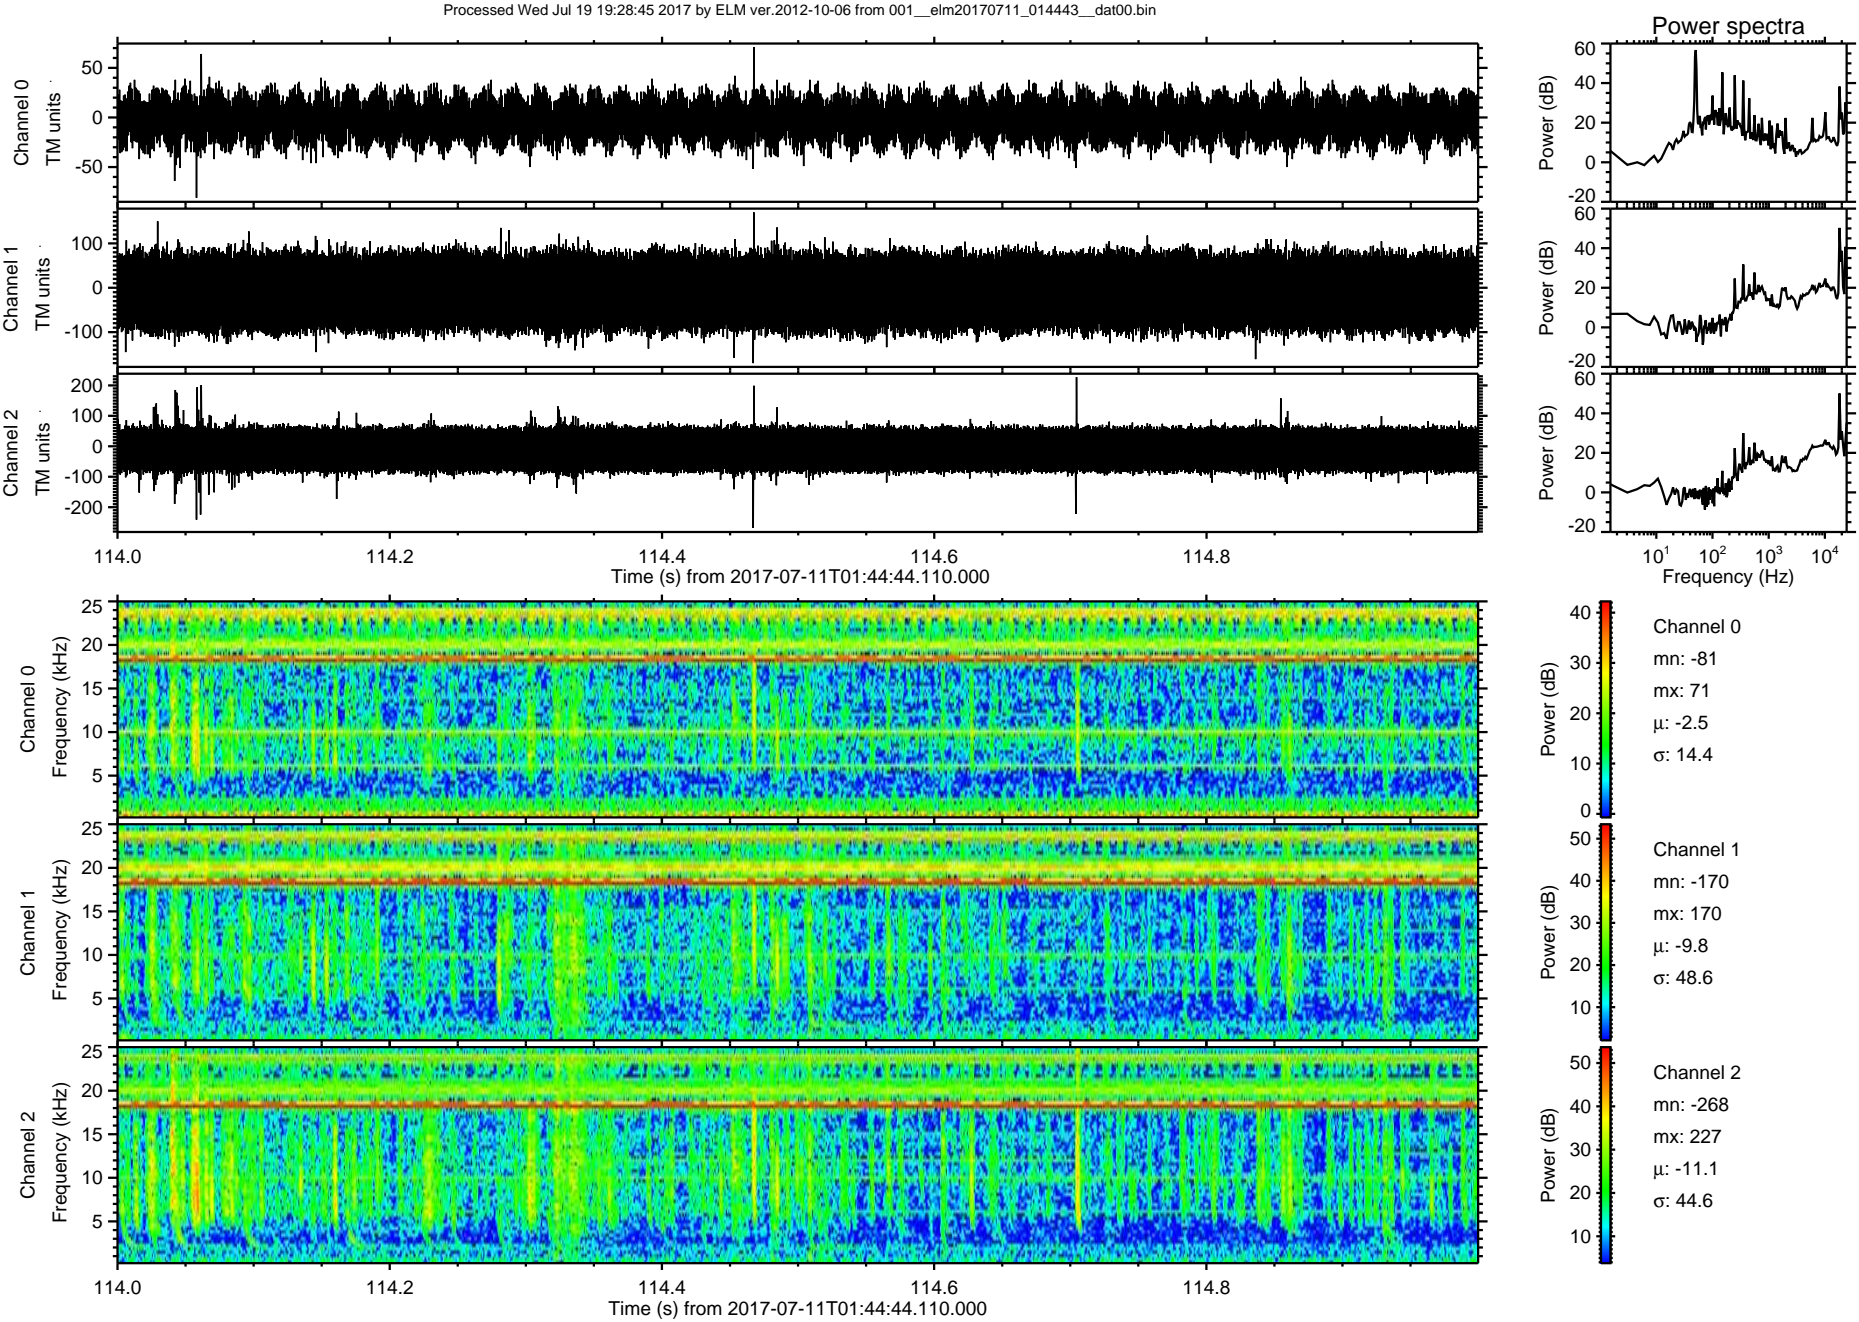 Processed Wed Jul 19 19:28:45 2017 by ELM ver.2012-10-06 from 001__elm20170711_014443__dat00.bin
Power spectra
Channel 0
TM units
50
0
-50
Power (dB)
60
40
20
0
-20
Channel 1
TM units
100
0
-100
Power (dB)
60
40
20
0
-20
Channel 2
TM units
200
100
0
-100
-200
Power (dB)
60
40
20
0
-20
114.0 114.2 114.4 114.6 114.8
Time (s) from 2017-07-11T01:44:44.110.000
10^1 10^2 10^3 10^4
Frequency (Hz)
Channel 0
Frequency (kHz)
25
20
15
10
5
Power (dB)
40
30
20
10
0
Channel 0
mn: -81
mx: 71
μ: -2.5
σ: 14.4
Channel 1
Frequency (kHz)
25
20
15
10
5
Power (dB)
50
40
30
20
10
Channel 1
mn: -170
mx: 170
μ: -9.8
σ: 48.6
Channel 2
Frequency (kHz)
25
20
15
10
5
Power (dB)
50
40
30
20
10
Channel 2
mn: -268
mx: 227
μ: -11.1
σ: 44.6
114.0 114.2 114.4 114.6 114.8
Time (s) from 2017-07-11T01:44:44.110.000